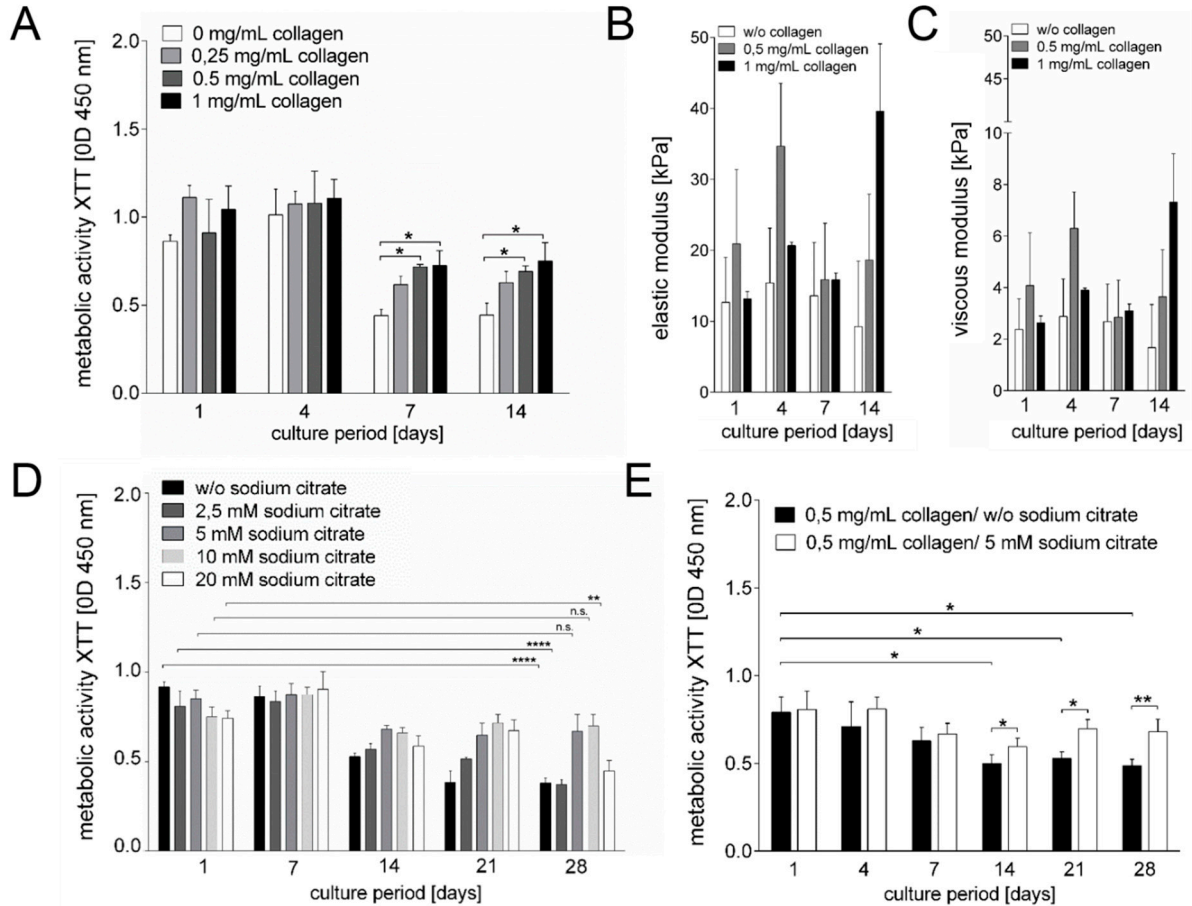 A
metabolic activity XTT [0D 450 nm]
2.0
1.5
1.0
0.5
0.0
0 mg/mL collagen
0,25 mg/mL collagen
0.5 mg/mL collagen
1 mg/mL collagen
*
*
*
*
1 4 7 14
culture period [days]
B
elastic modulus [kPa]
50
40
30
20
10
0
w/o collagen
0,5 mg/mL collagen
1 mg/mL collagen
1 4 7 14
culture period [days]
C
viscous modulus [kPa]
50
45
10
8
6
4
2
0
w/o collagen
0.5 mg/mL collagen
1 mg/mL collagen
1 4 7 14
culture period [days]
D
metabolic activity XTT [0D 450 nm]
2.0
1.5
1.0
0.5
0.0
w/o sodium citrate
2,5 mM sodium citrate
5 mM sodium citrate
10 mM sodium citrate
20 mM sodium citrate
**
n.s.
n.s.
****
****
1 7 14 21 28
culture period [days]
E
metabolic activity XTT [0D 450 nm]
2.0
1.5
1.0
0.5
0.0
0,5 mg/mL collagen/ w/o sodium citrate
0,5 mg/mL collagen/ 5 mM sodium citrate
*
*
*
* * **
1 4 7 14 21 28
culture period [days]